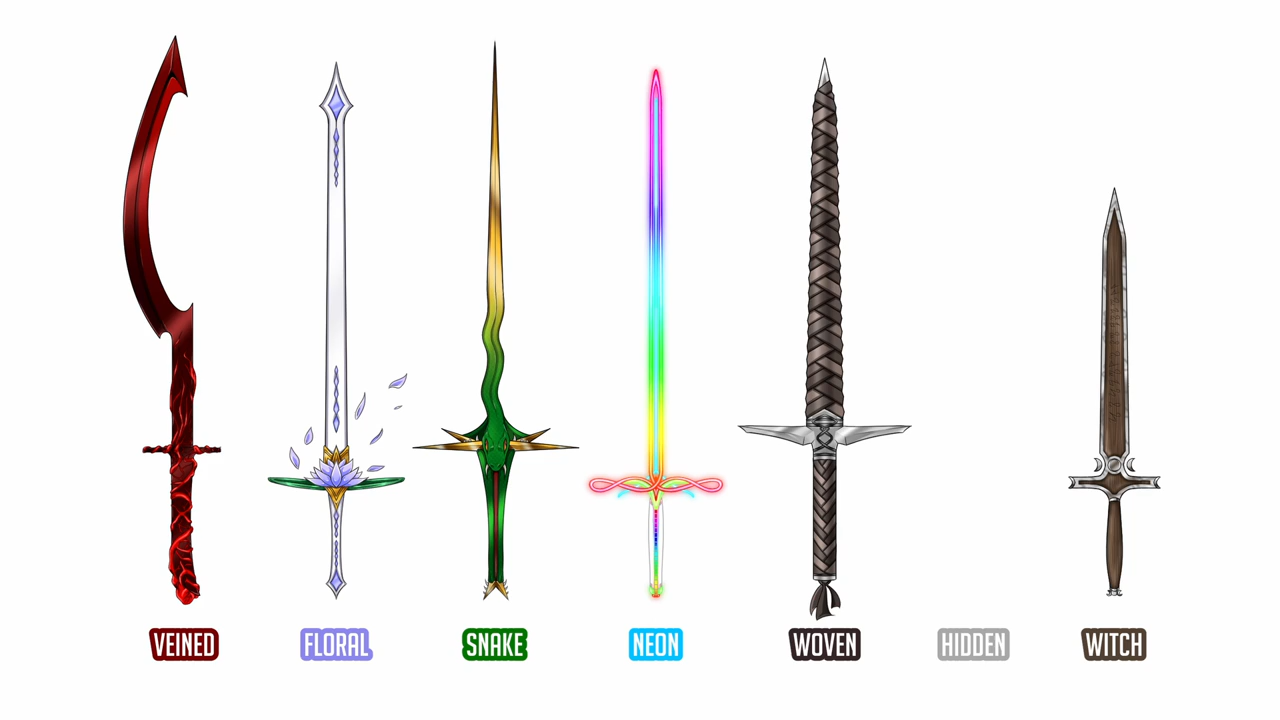 VEINED
FLORAL
SNAKE
NEON
WOVEN
HIDDEN
WITCH